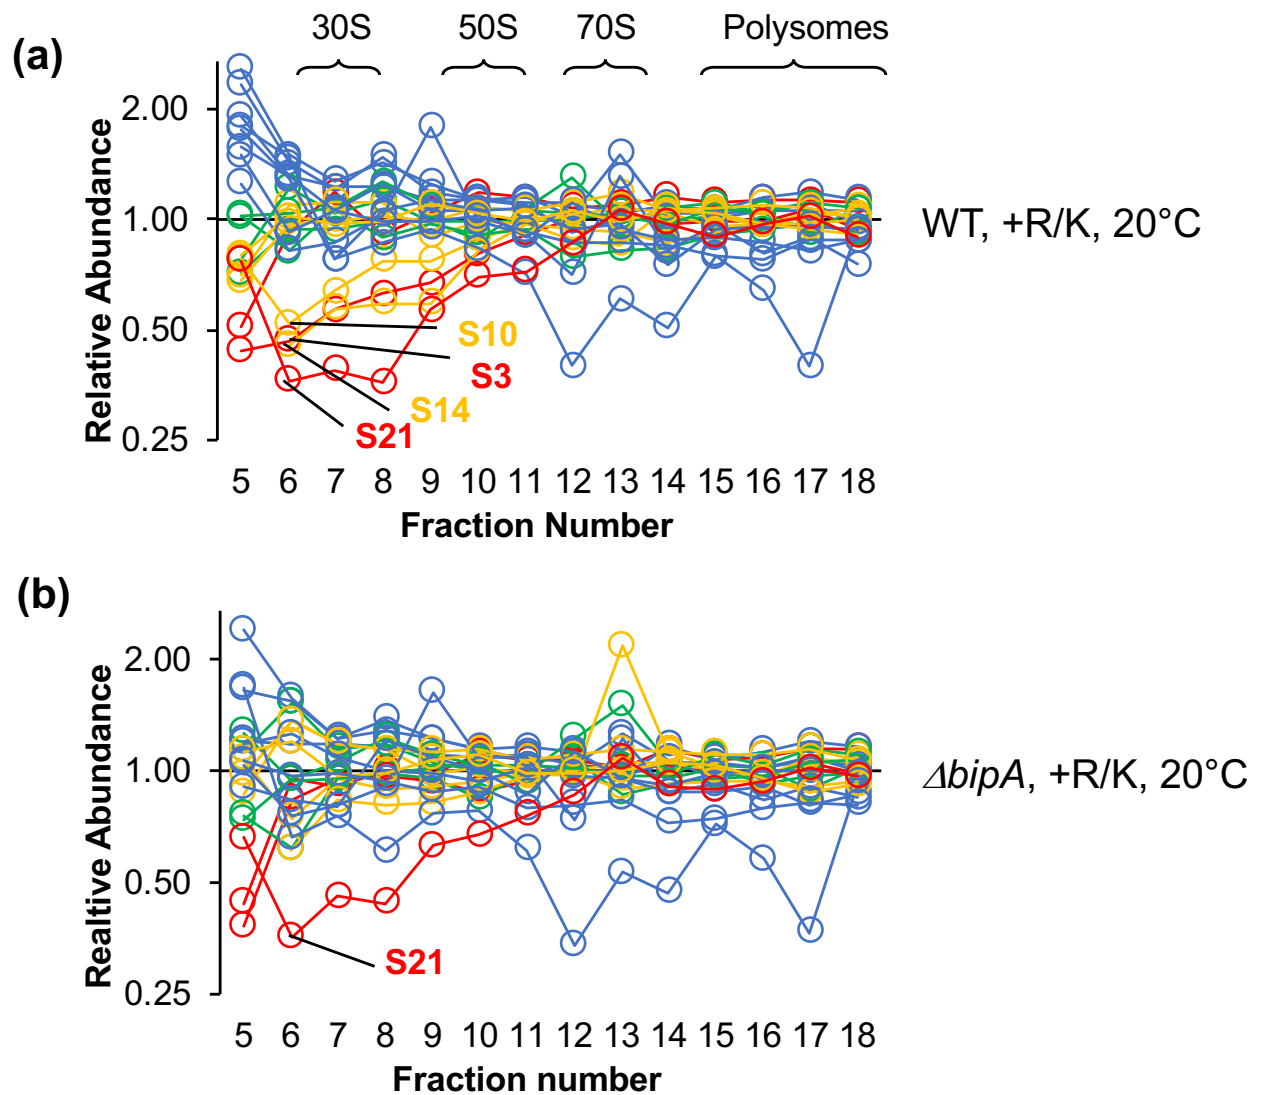 (a)
30S 50S 70S Polysomes
2.00
1.00
0.50
0.25
Relative Abundance
WT, +R/K, 20°C
S10
S3
S14
S21
5 6 7 8 9 10 11 12 13 14 15 16 17 18
Fraction Number
(b)
2.00
1.00
0.50
0.25
Realtive Abundance
ΔbipA, +R/K, 20°C
S21
5 6 7 8 9 10 11 12 13 14 15 16 17 18
Fraction number